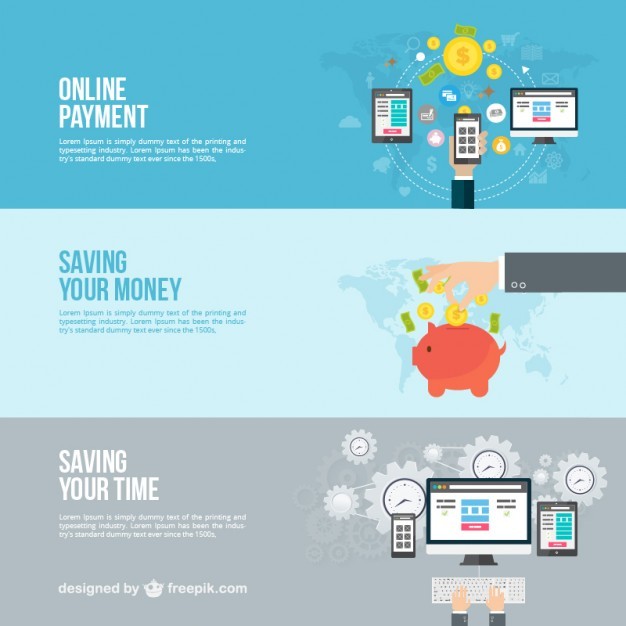 ONLINE
PAYMENT
Lorem Ipsum is simply dummy text of the printing and
typesetting industry. Lorem Ipsum has been the industry's
standard dummy text ever since the 1500s,
SAVING
YOUR MONEY
Lorem Ipsum is simply dummy text of the printing and
typesetting industry. Lorem Ipsum has been the industry's
standard dummy text ever since the 1500s,
SAVING
YOUR TIME
Lorem Ipsum is simply dummy text of the printing and
typesetting industry. Lorem Ipsum has been the industry's
standard dummy text ever since the 1500s,
designed by freepik.com